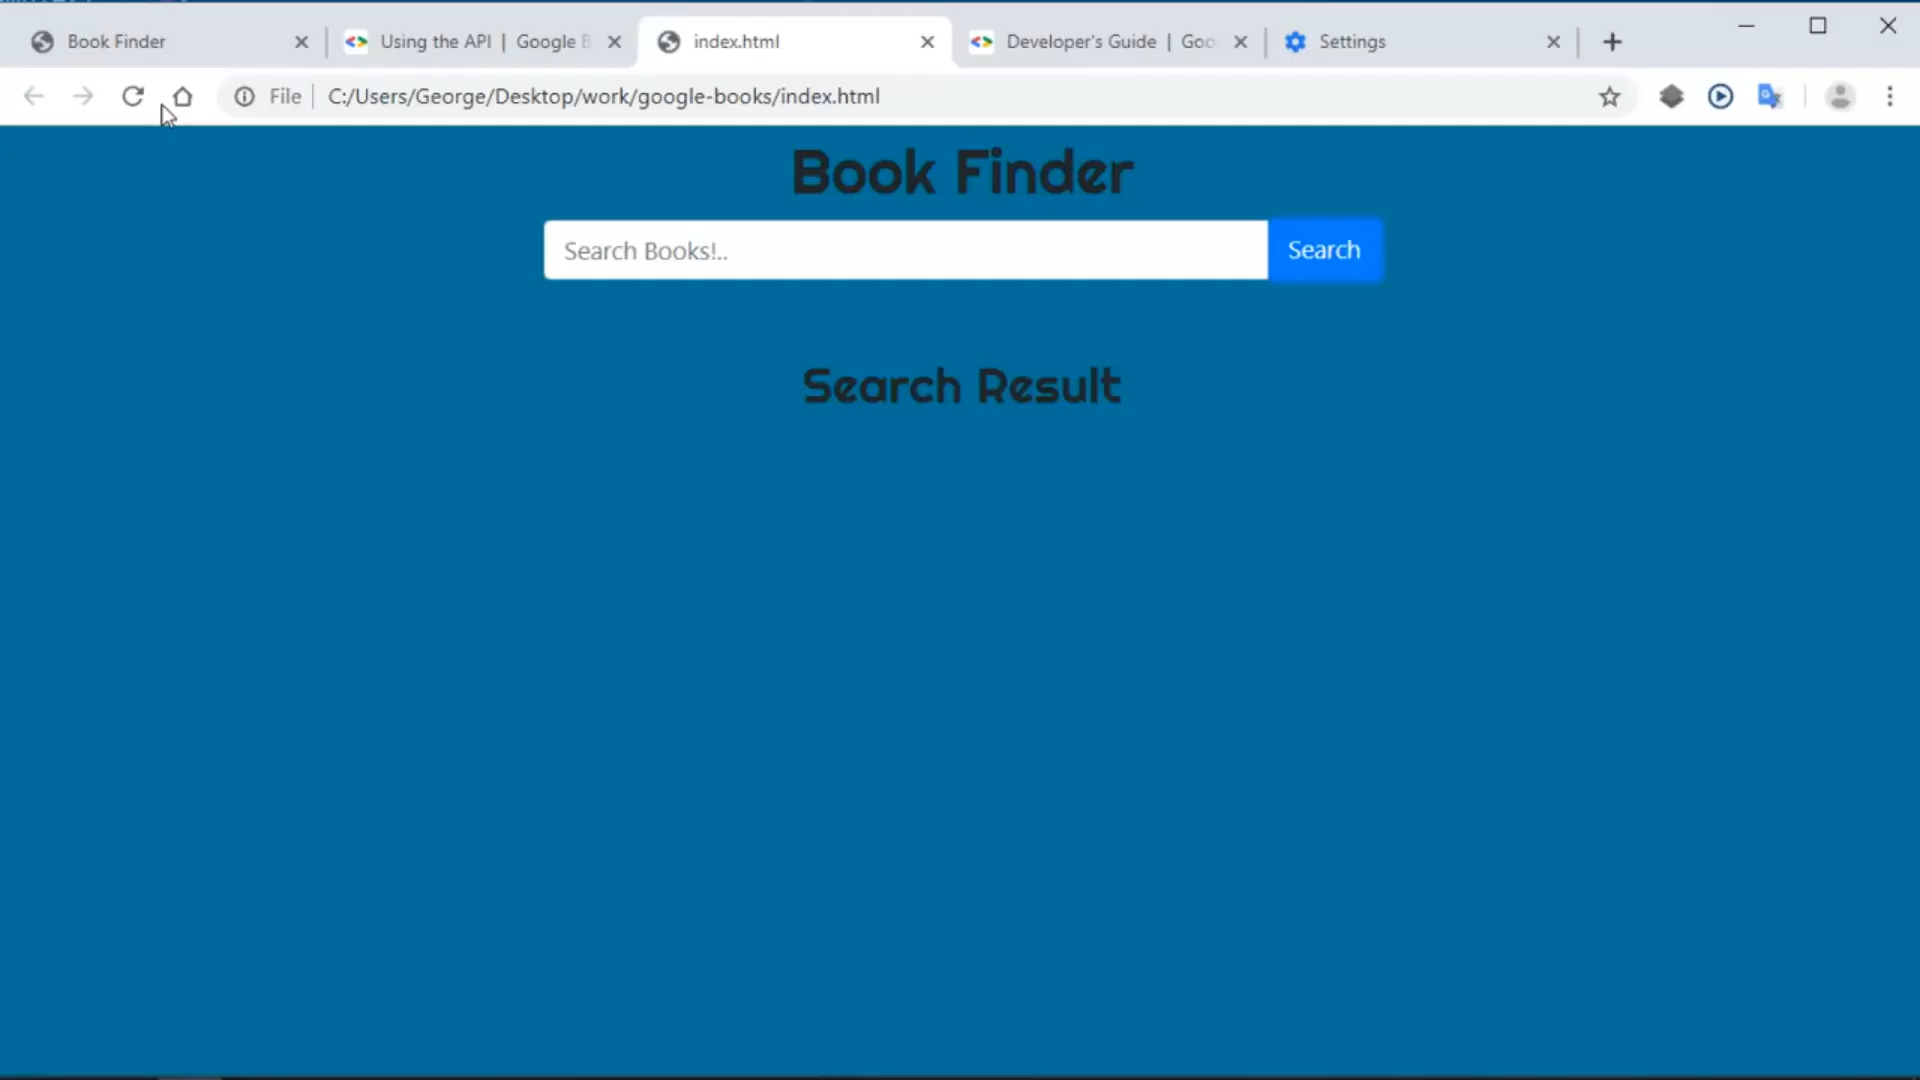 Book Finder
Using the API | Google B
index.html
Developer's Guide | Goo
Settings
File
C:/Users/George/Desktop/work/google-books/index.html
Book Finder
Search Books!..
Search
Search Result